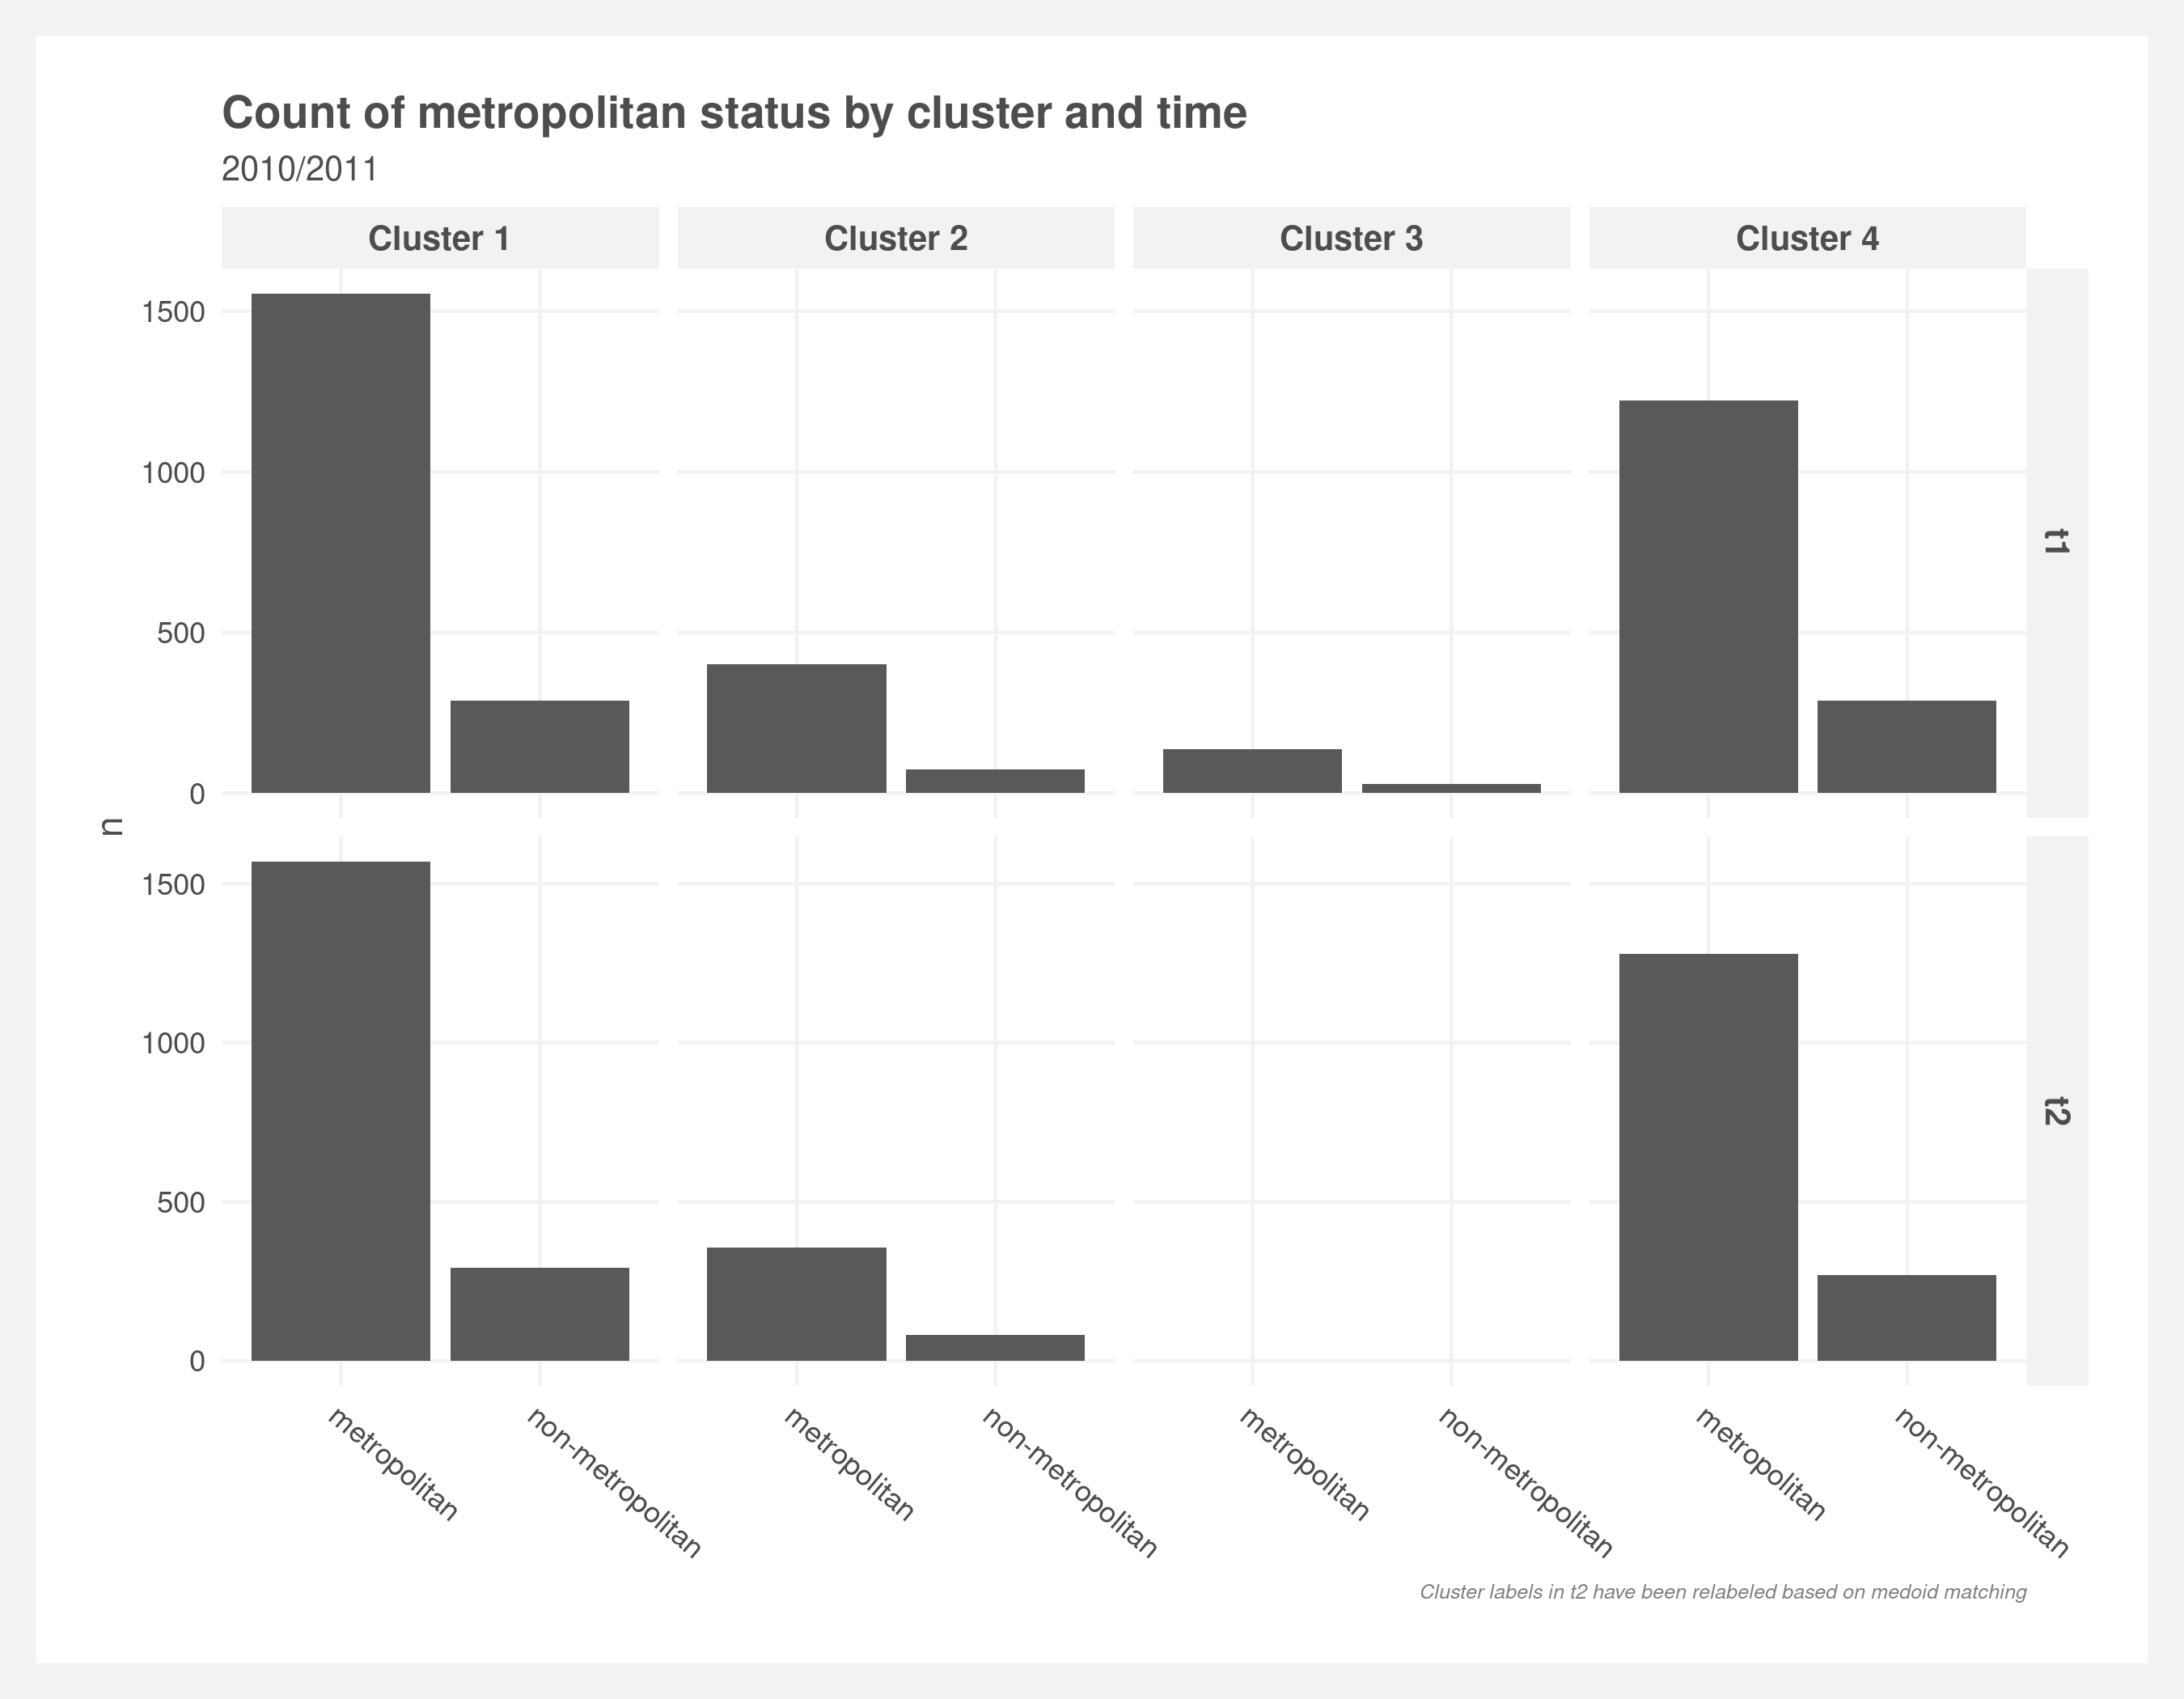 Count of metropolitan status by cluster and time
2010/2011
Cluster 1 Cluster 2 Cluster 3 Cluster 4
1500
1000
500
0
t1
n
1500
1000
500
0
t2
metropolitan non-metropolitan metropolitan non-metropolitan metropolitan non-metropolitan metropolitan non-metropolitan
Cluster labels in t2 have been relabeled based on medoid matching